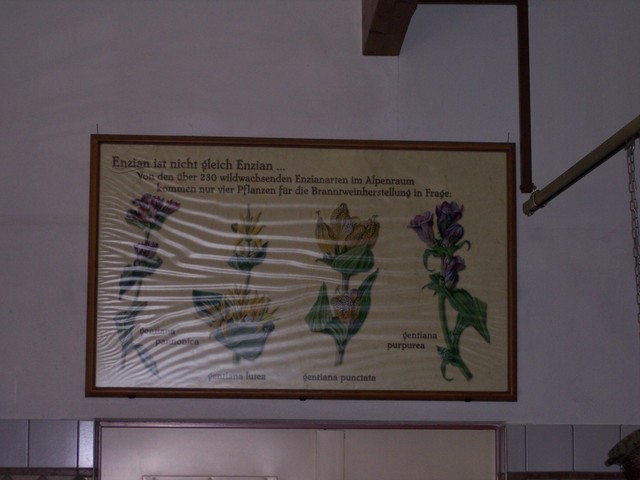 Enzian ist nicht gleich Enzian ...
Von den über 230 wildwachsenden Enzianarten im Alpenraum
kommen nur vier Pflanzen für die Branntweinherstellung in Frage:
gentiana
pannonica
gentiana lutea
gentiana punctata
gentiana
purpurea